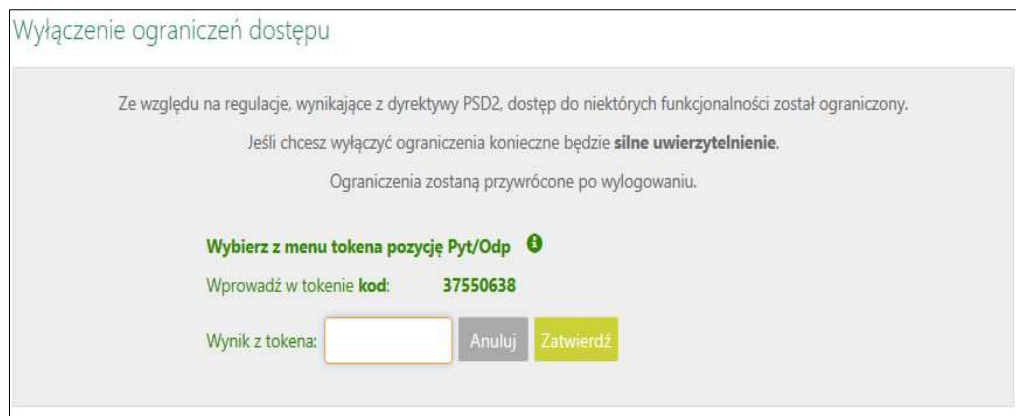 Wyłączenie ograniczeń dostępu
Ze względu na regulacje, wynikające z dyrektywy PSD2, dostęp do niektórych funkcjonalności został ograniczony.
Jeśli chcesz wyłączyć ograniczenia konieczne będzie silne uwierzytelnienie.
Ograniczenia zostaną przywrócone po wylogowaniu.
Wybierz z menu tokena pozycję Pyt/Odp
Wprowadź w tokenie kod: 37550638
Wynik z tokena: Anuluj Zatwierdź